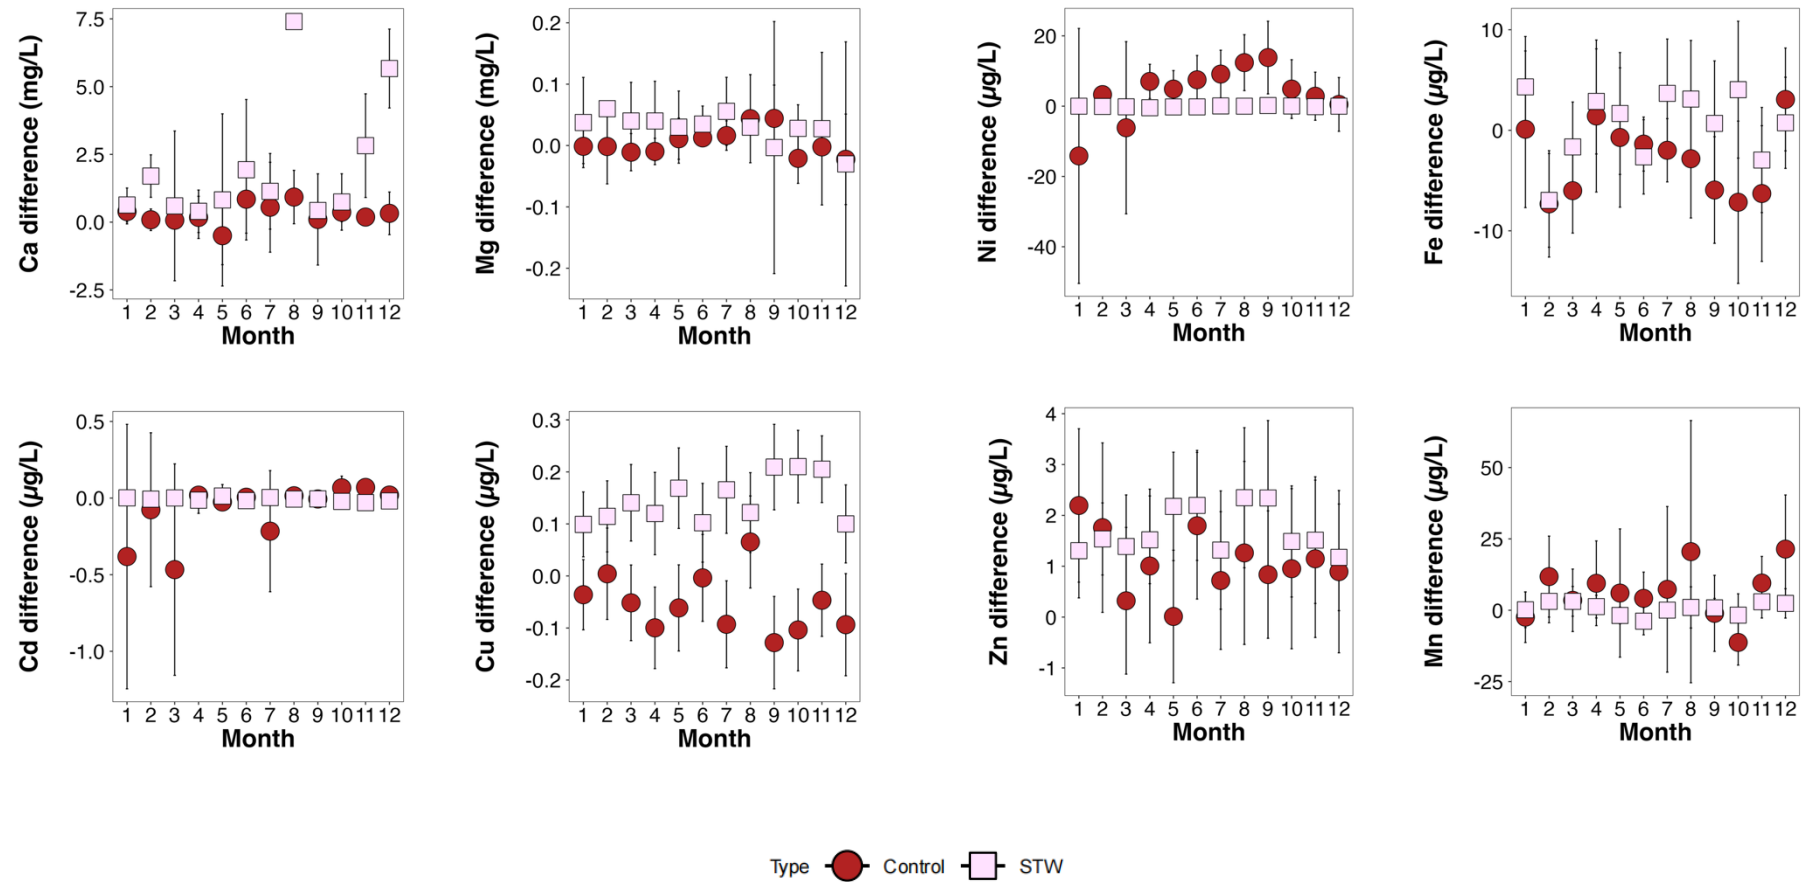 Ca difference (mg/L)
7.5
5.0
2.5
0.0
-2.5
1 2 3 4 5 6 7 8 9 10 11 12
Month
Mg difference (mg/L)
0.2
0.1
0.0
-0.1
-0.2
1 2 3 4 5 6 7 8 9 10 11 12
Month
Ni difference (µg/L)
20
0
-20
-40
1 2 3 4 5 6 7 8 9 10 11 12
Month
Fe difference (µg/L)
10
0
-10
1 2 3 4 5 6 7 8 9 10 11 12
Month
Cd difference (µg/L)
0.5
0.0
-0.5
-1.0
1 2 3 4 5 6 7 8 9 10 11 12
Month
Cu difference (µg/L)
0.3
0.2
0.1
0.0
-0.1
-0.2
1 2 3 4 5 6 7 8 9 10 11 12
Month
Zn difference (µg/L)
4
3
2
1
0
-1
1 2 3 4 5 6 7 8 9 10 11 12
Month
Mn difference (µg/L)
50
25
0
-25
1 2 3 4 5 6 7 8 9 10 11 12
Month
Type Control STW